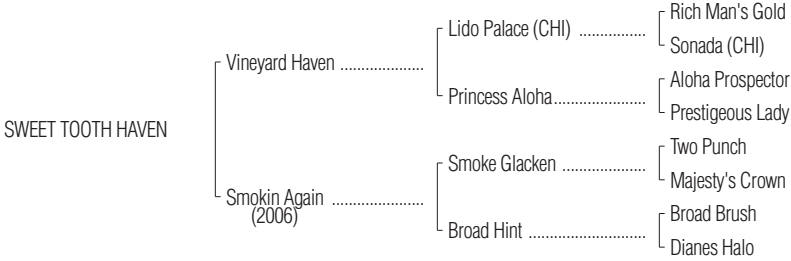 Rich Man's Gold
Lido Palace (CHI) ................
Sonada (CHI)
Vineyard Haven ....................
Aloha Prospector
Princess Aloha......................
Prestigeous Lady
SWEET TOOTH HAVEN
Two Punch
Smoke Glacken ....................
Majesty's Crown
Smokin Again ......................
(2006)
Broad Brush
Broad Hint ............................
Dianes Halo